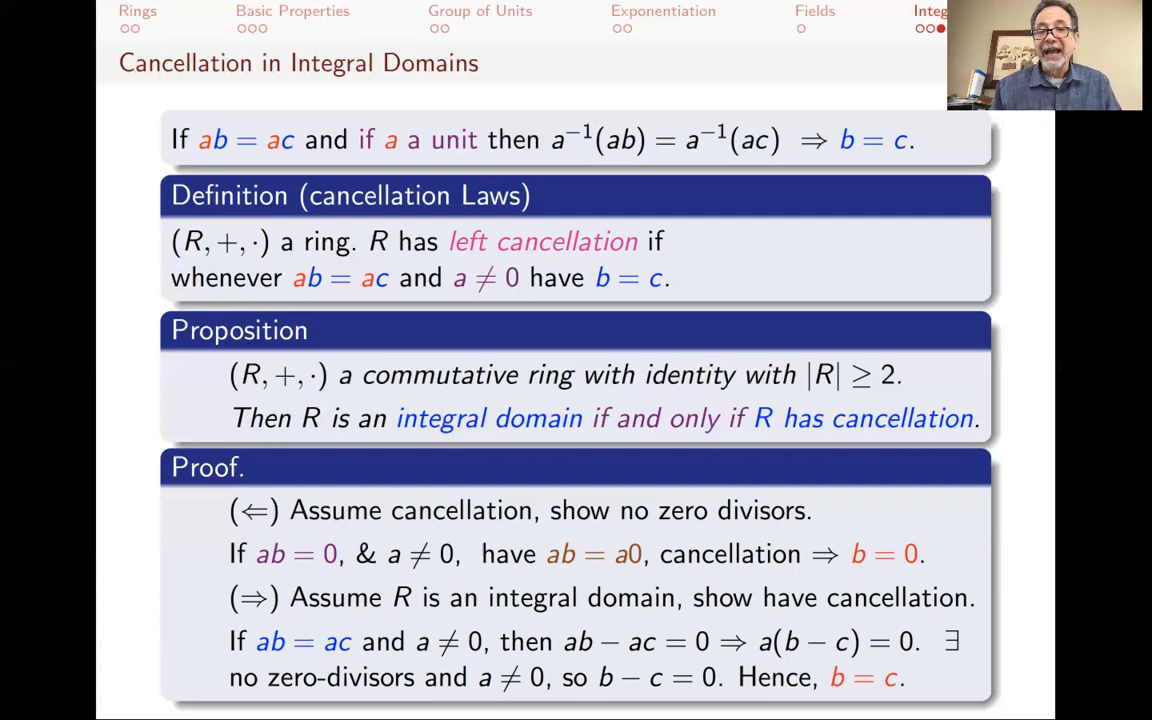 Rings Basic Properties Group of Units Exponentiation Fields Integ
Cancellation in Integral Domains
If ab = ac and if a a unit then a⁻¹(ab) = a⁻¹(ac) ⇒ b = c.
Definition (cancellation Laws)
(R, +, ·) a ring. R has left cancellation if
whenever ab = ac and a ≠ 0 have b = c.
Proposition
(R, +, ·) a commutative ring with identity with |R| ≥ 2.
Then R is an integral domain if and only if R has cancellation.
Proof.
(⇐) Assume cancellation, show no zero divisors.
If ab = 0, & a ≠ 0, have ab = a0, cancellation ⇒ b = 0.
(⇒) Assume R is an integral domain, show have cancellation.
If ab = ac and a ≠ 0, then ab − ac = 0 ⇒ a(b − c) = 0. ∃
no zero-divisors and a ≠ 0, so b − c = 0. Hence, b = c.